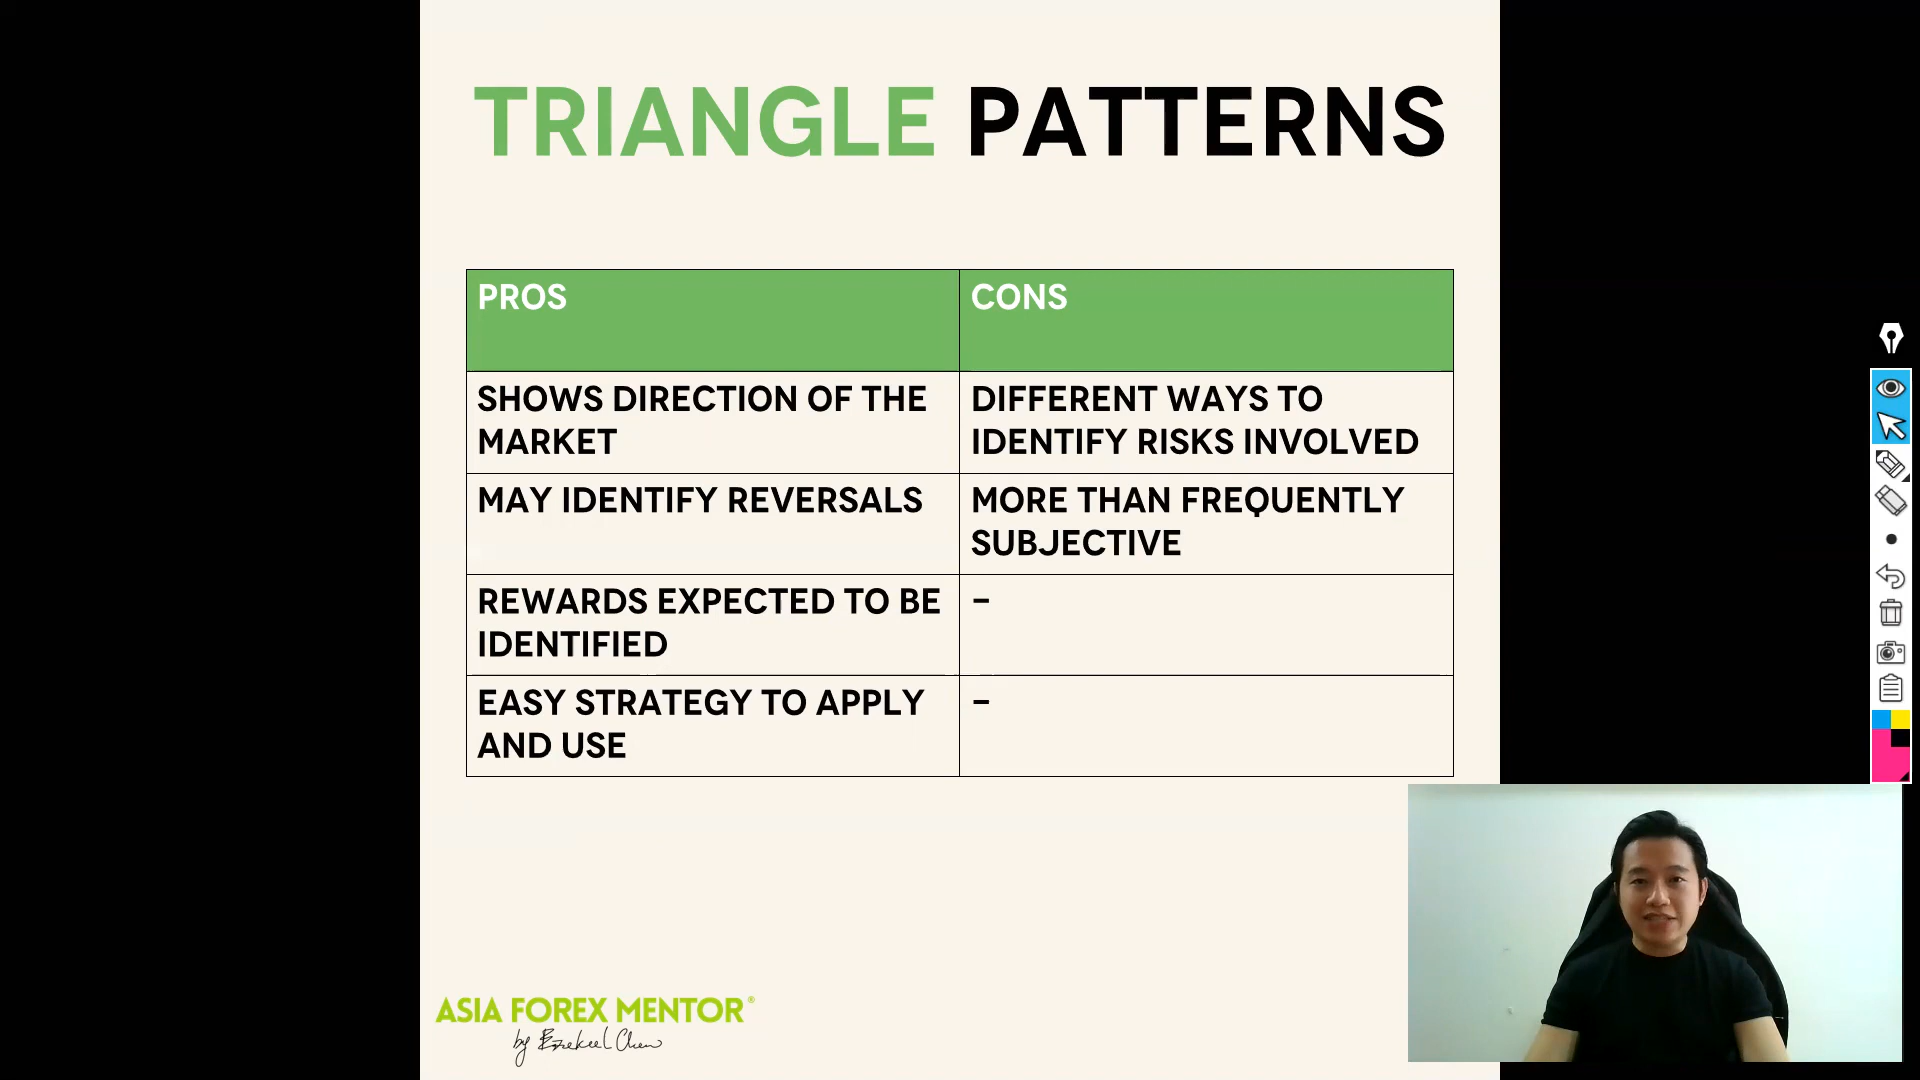 TRIANGLE PATTERNS
PROS
CONS
SHOWS DIRECTION OF THE
MARKET
DIFFERENT WAYS TO
IDENTIFY RISKS INVOLVED
MAY IDENTIFY REVERSALS
MORE THAN FREQUENTLY
SUBJECTIVE
REWARDS EXPECTED TO BE
IDENTIFIED
–
EASY STRATEGY TO APPLY
AND USE
–
ASIA FOREX MENTOR®
by Ezekiel Chew